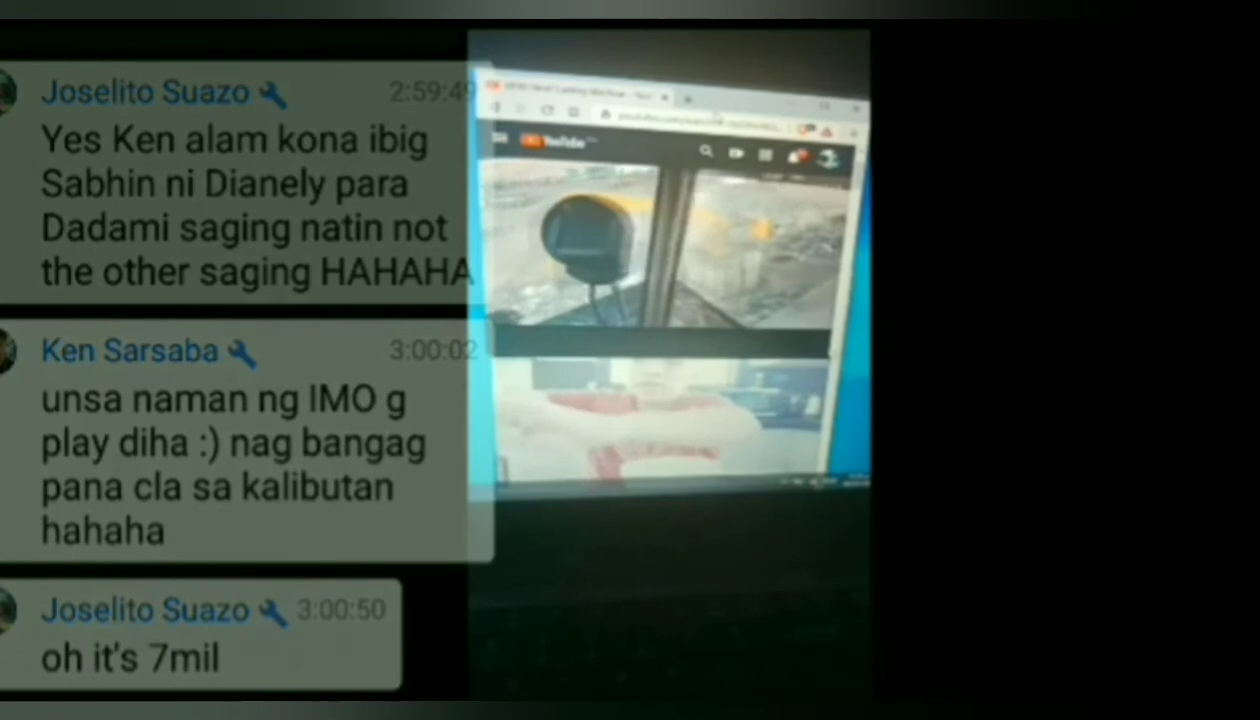 Joselito Suazo 2:59:49
Yes Ken alam kona ibig
Sabhin ni Dianely para
Dadami saging natin not
the other saging HAHAHA
Ken Sarsaba 3:00:02
unsa naman ng IMO g
play diha :) nag bangag
pana cla sa kalibutan
hahaha
Joselito Suazo 3:00:50
oh it's 7mil
YouTube